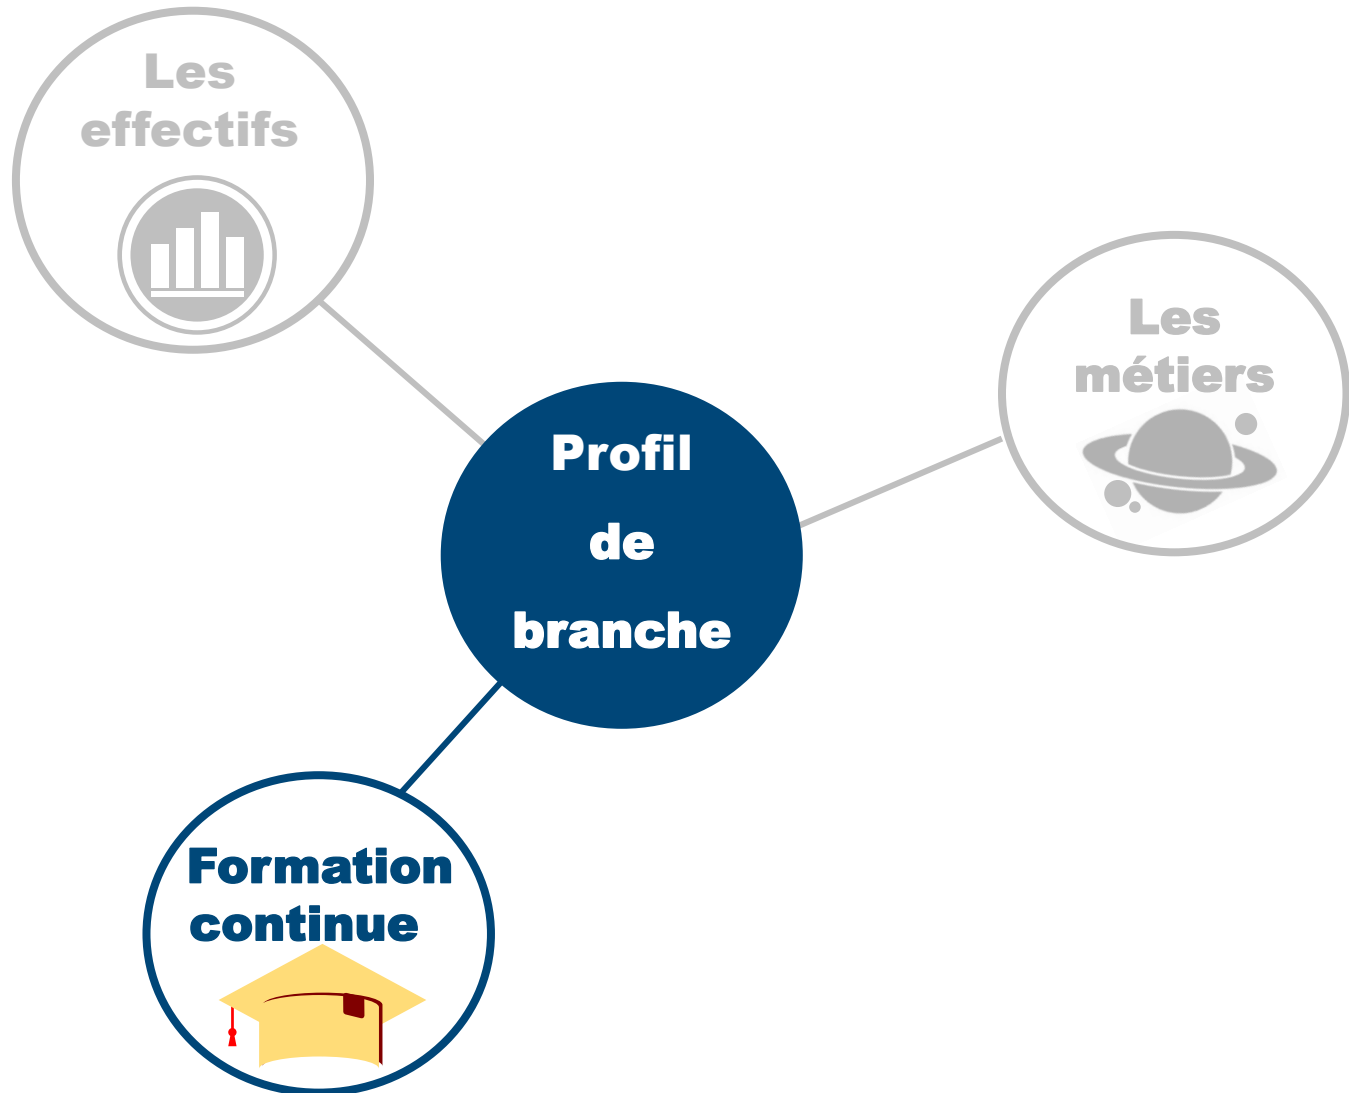 Les
effectifs
Les
métiers
Profil
de
branche
Formation
continue